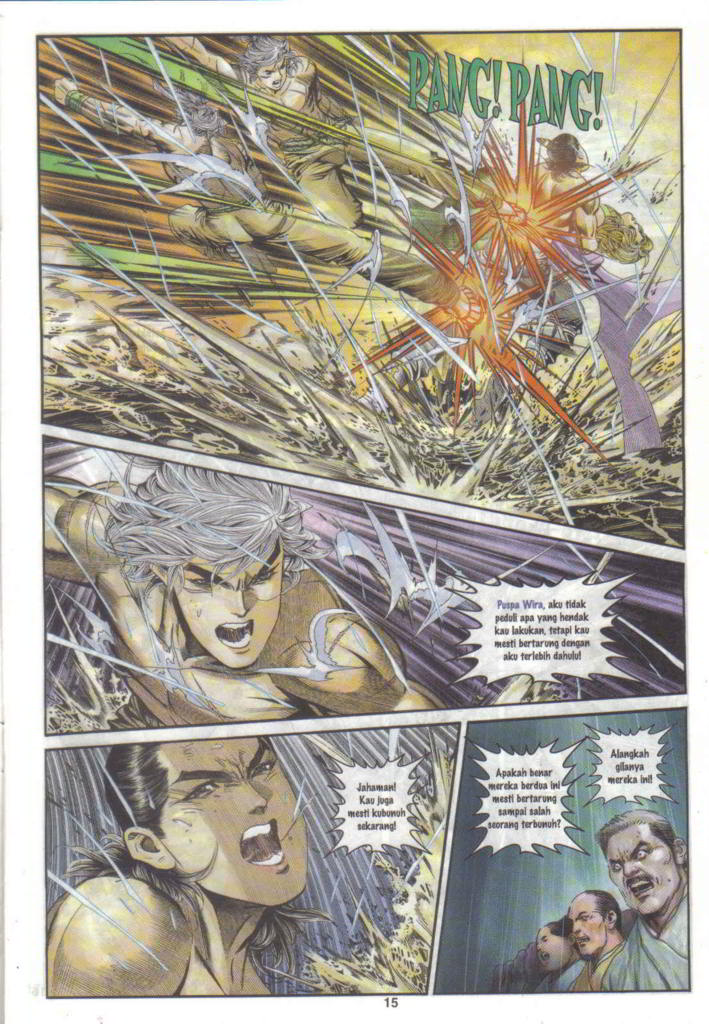 PANG! PANG!
Puspa Wira, aku tidak
peduli apa yang hendak
kau lakukan, tetapi kau
mesti bertarung dengan
aku terlebih dahulu!
Jahaman!
Kau juga
mesti kubunuh
sekarang!
Apakah benar
mereka berdua ini
mesti bertarung
sampai salah
seorang terbunuh?
Alangkah
gilanya
mereka ini!
15